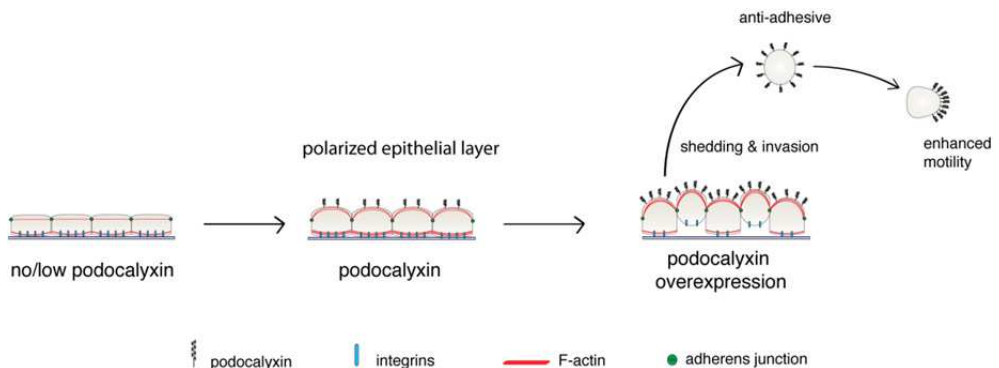 anti-adhesive
shedding & invasion
enhanced
motility
polarized epithelial layer
no/low podocalyxin
podocalyxin
podocalyxin
overexpression
podocalyxin
integrins
F-actin
adherens junction